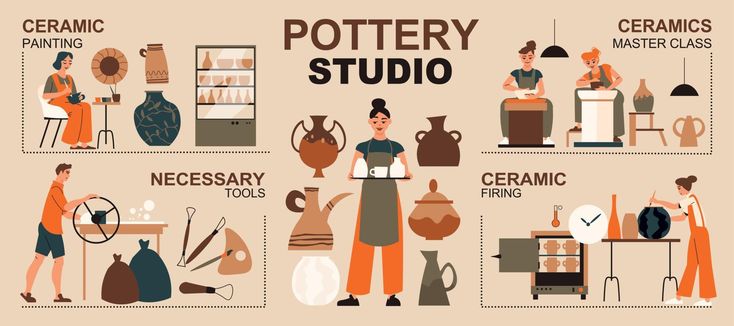 CERAMIC
PAINTING
POTTERY
STUDIO
CERAMICS
MASTER CLASS
NECESSARY
TOOLS
CERAMIC
FIRING